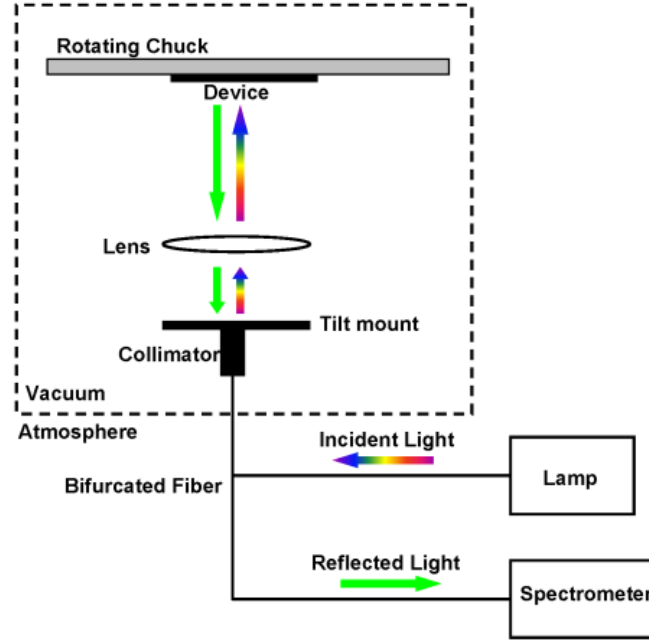 Rotating Chuck
Device
Lens
Tilt mount
Collimator
Vacuum
Atmosphere
Incident Light
Lamp
Bifurcated Fiber
Reflected Light
Spectrometer